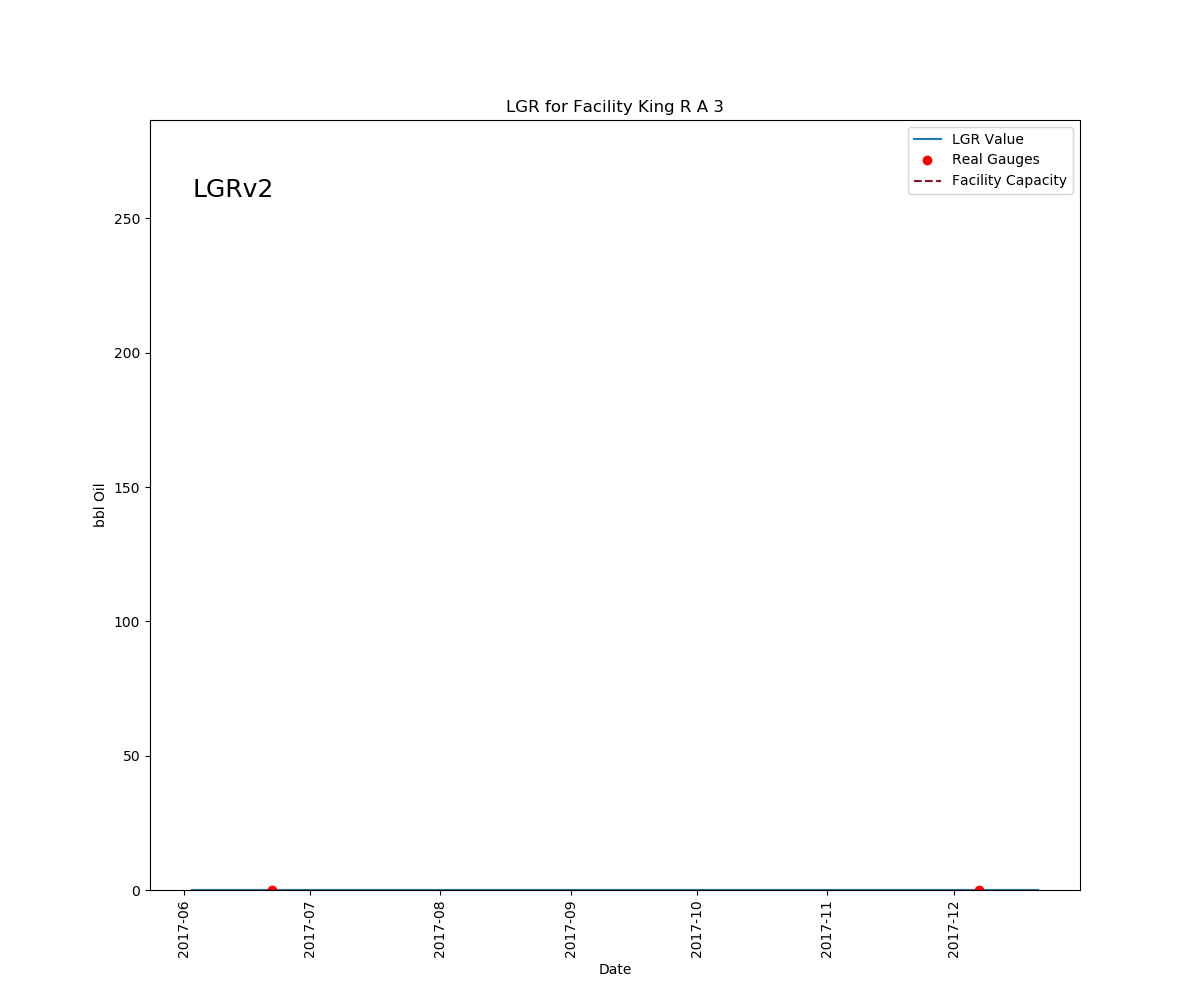 LGR for Facility King R A 3
LGR Value
Real Gauges
Facility Capacity
LGRv2
250
200
150
100
50
0
bbl Oil
2017-06
2017-07
2017-08
2017-09
2017-10
2017-11
2017-12
Date